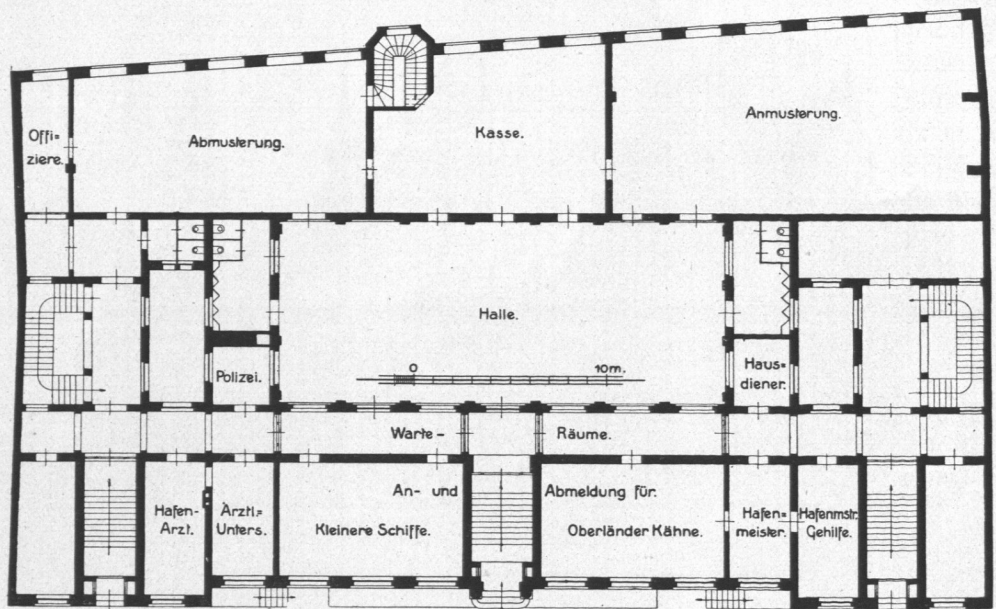 Offi=
ziere.
Abmusterung.
Kasse.
Anmusterung.
Halle.
0 10m.
Polizei.
Haus=
diener.
Warte- Räume.
An- und Abmeldung für:
Hafen-
Arzt.
Ärztl.=
Unters.
Kleinere Schiffe.
Oberländer Kähne.
Hafen=
meister.
Hafenmstr.
Gehilfe.